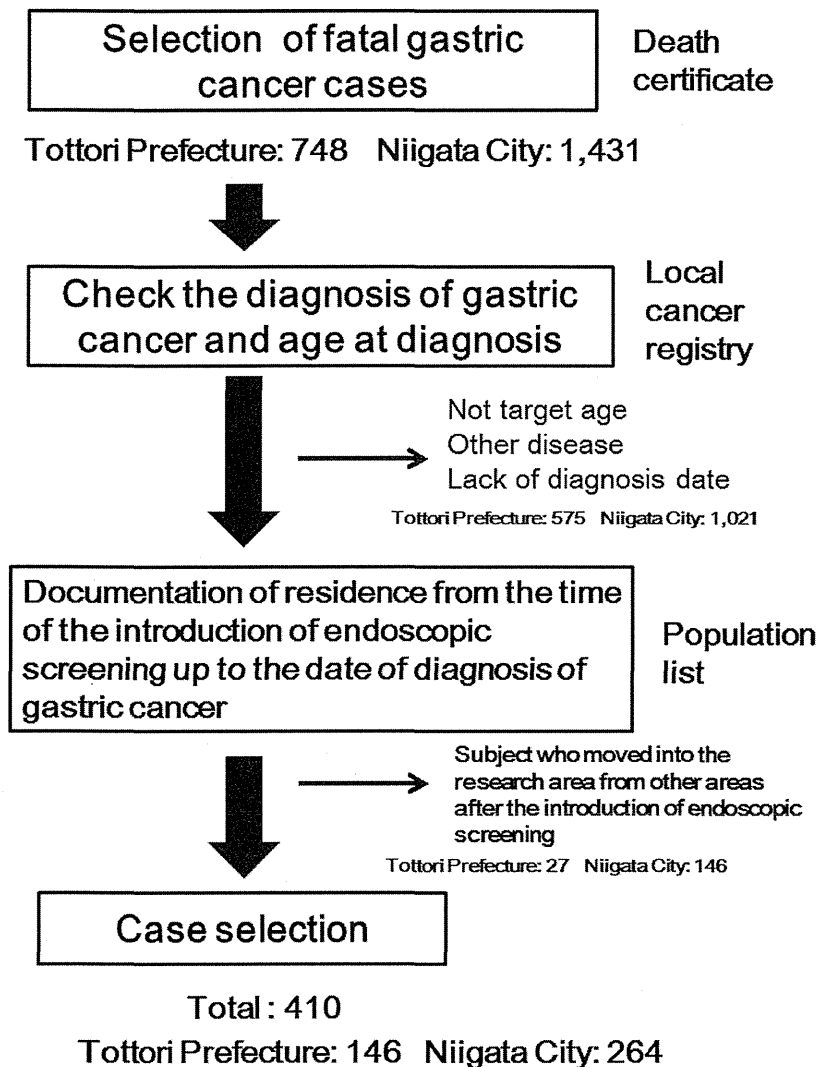 Selection of fatal gastric
cancer cases
Death
certificate
Tottori Prefecture: 748 Niigata City: 1,431
Check the diagnosis of gastric
cancer and age at diagnosis
Local
cancer
registry
Not target age
Other disease
Lack of diagnosis date
Tottori Prefecture: 575 Niigata City: 1,021
Documentation of residence from the time
of the introduction of endoscopic
screening up to the date of diagnosis of
gastric cancer
Population
list
Subject who moved into the
research area from other areas
after the introduction of endoscopic
screening
Tottori Prefecture: 27 Niigata City: 146
Case selection
Total : 410
Tottori Prefecture: 146 Niigata City: 264